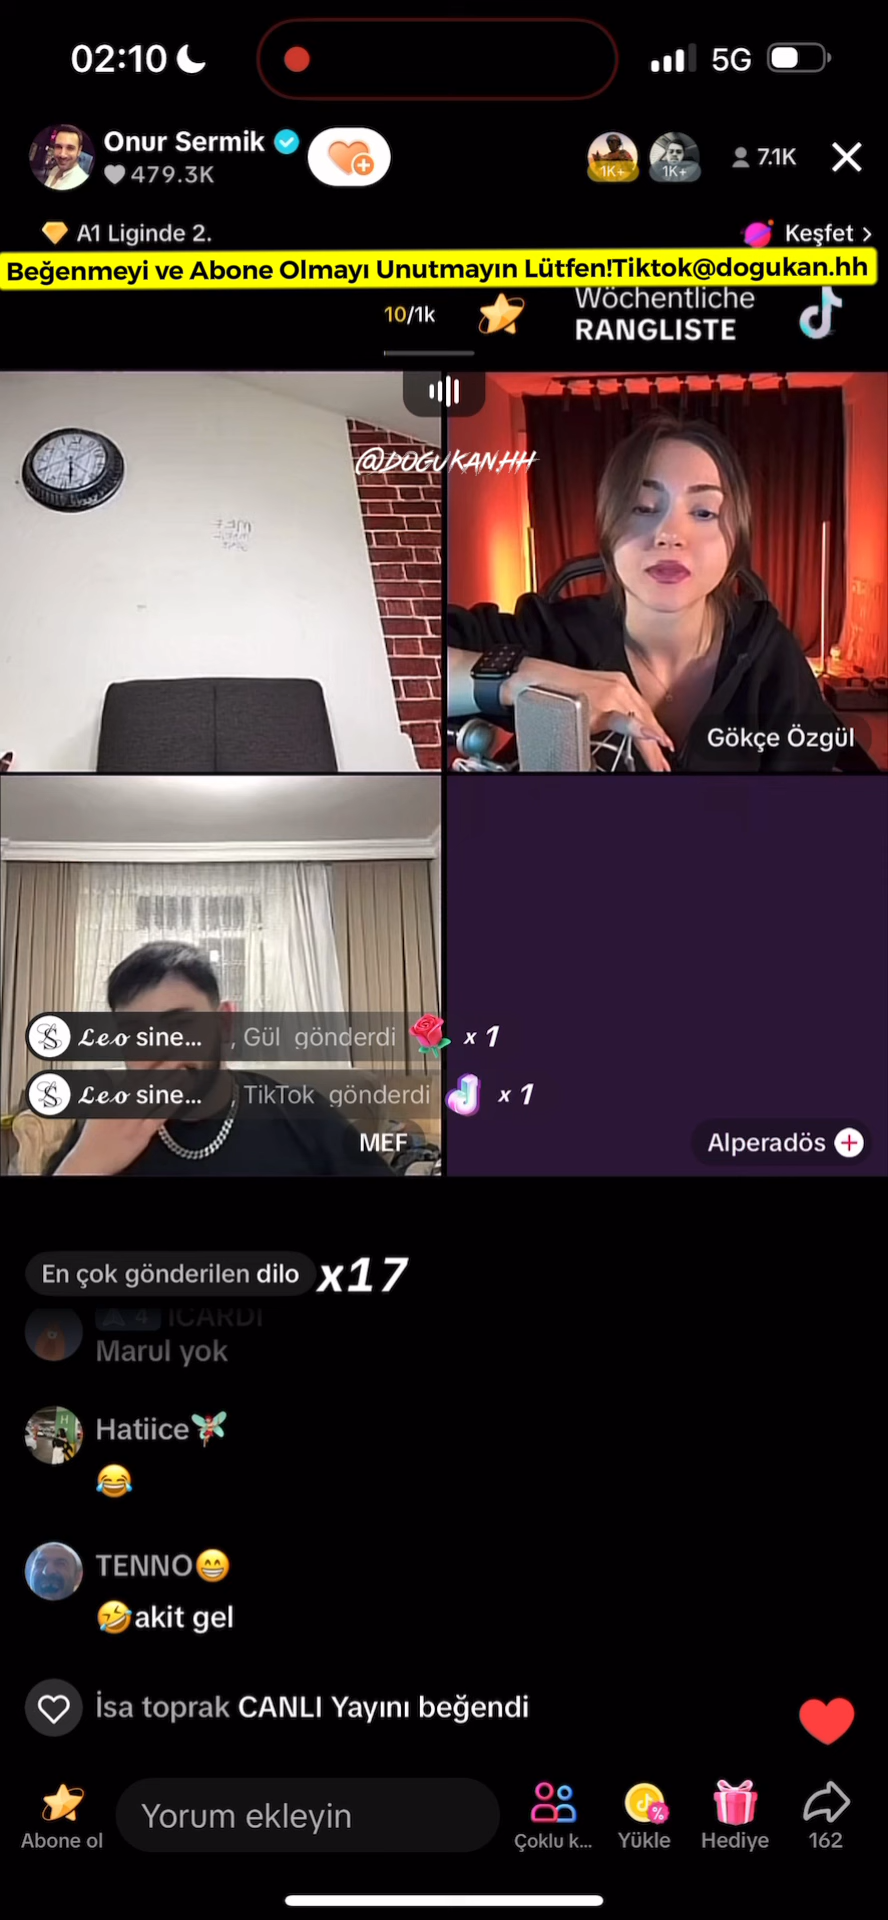 02:10
5G
Onur Sermik
479.3K
1K+
1K+
7.1K
A1 Liginde 2.
Keşfet >
Beğenmeyi ve Abone Olmayı Unutmayın Lütfen!Tiktok@dogukan.hh
10/1k
Wöchentliche
RANGLISTE
@DOGUKAN.HH
Gökçe Özgül
Leo sine... , Gül gönderdi x 1
Leo sine... TikTok gönderdi x 1
MEF
Alperadös
En çok gönderilen dilo x17
4 ICARDI
Marul yok
Hatiice🧚
😂
TENNO😁
🤣akit gel
İsa toprak CANLI Yayını beğendi
Abone ol
Yorum ekleyin
Çoklu k...
Yükle
Hediye
162